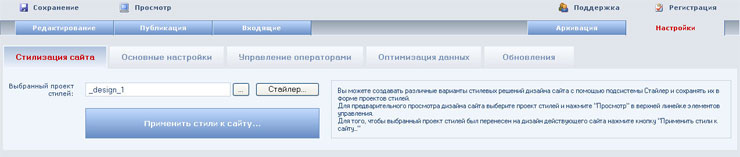 Сохранение Просмотр Поддержка Регистрация
Редактирование Публикация Входящие Архивация Настройки
Стилизация сайта Основные настройки Управление операторами Оптимизация данных Обновления
Выбранный проект
стилей:
_design_1 ... Стайлер...
Применить стили к сайту...
Вы можете создавать различные варианты стилевых решений дизайна сайта с помощью подсистемы Стайлер и сохранять их в
форме проектов стилей.
Для предварительного просмотра дизайна сайта выберите проект стилей и нажмите "Просмотр" в верхней линейке элементов
управления.
Для того, чтобы выбранный проект стилей был перенесен на дизайн действующего сайта нажмите кнопку "Применить стили к
сайту..."